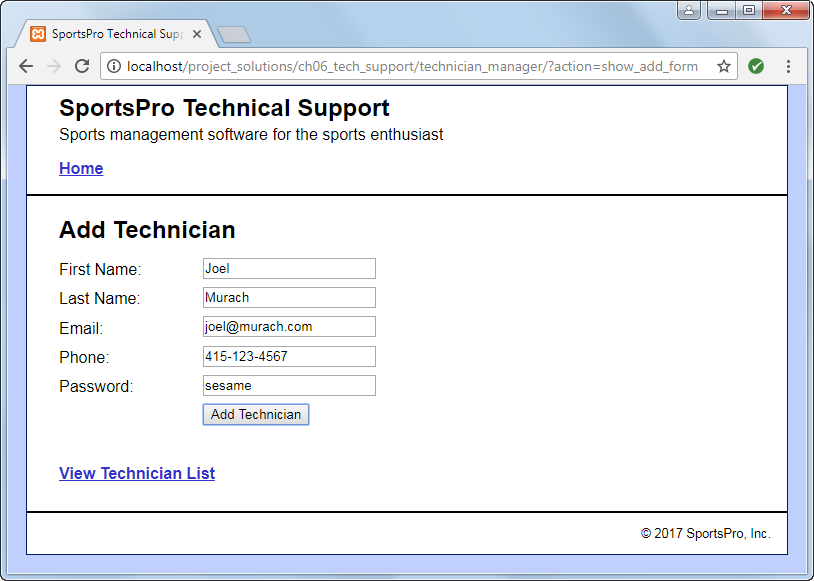 SportsPro Technical Sup
localhost/project_solutions/ch06_tech_support/technician_manager/?action=show_add_form
SportsPro Technical Support
Sports management software for the sports enthusiast
Home
Add Technician
First Name: Joel
Last Name: Murach
Email: joel@murach.com
Phone: 415-123-4567
Password: sesame
Add Technician
View Technician List
© 2017 SportsPro, Inc.